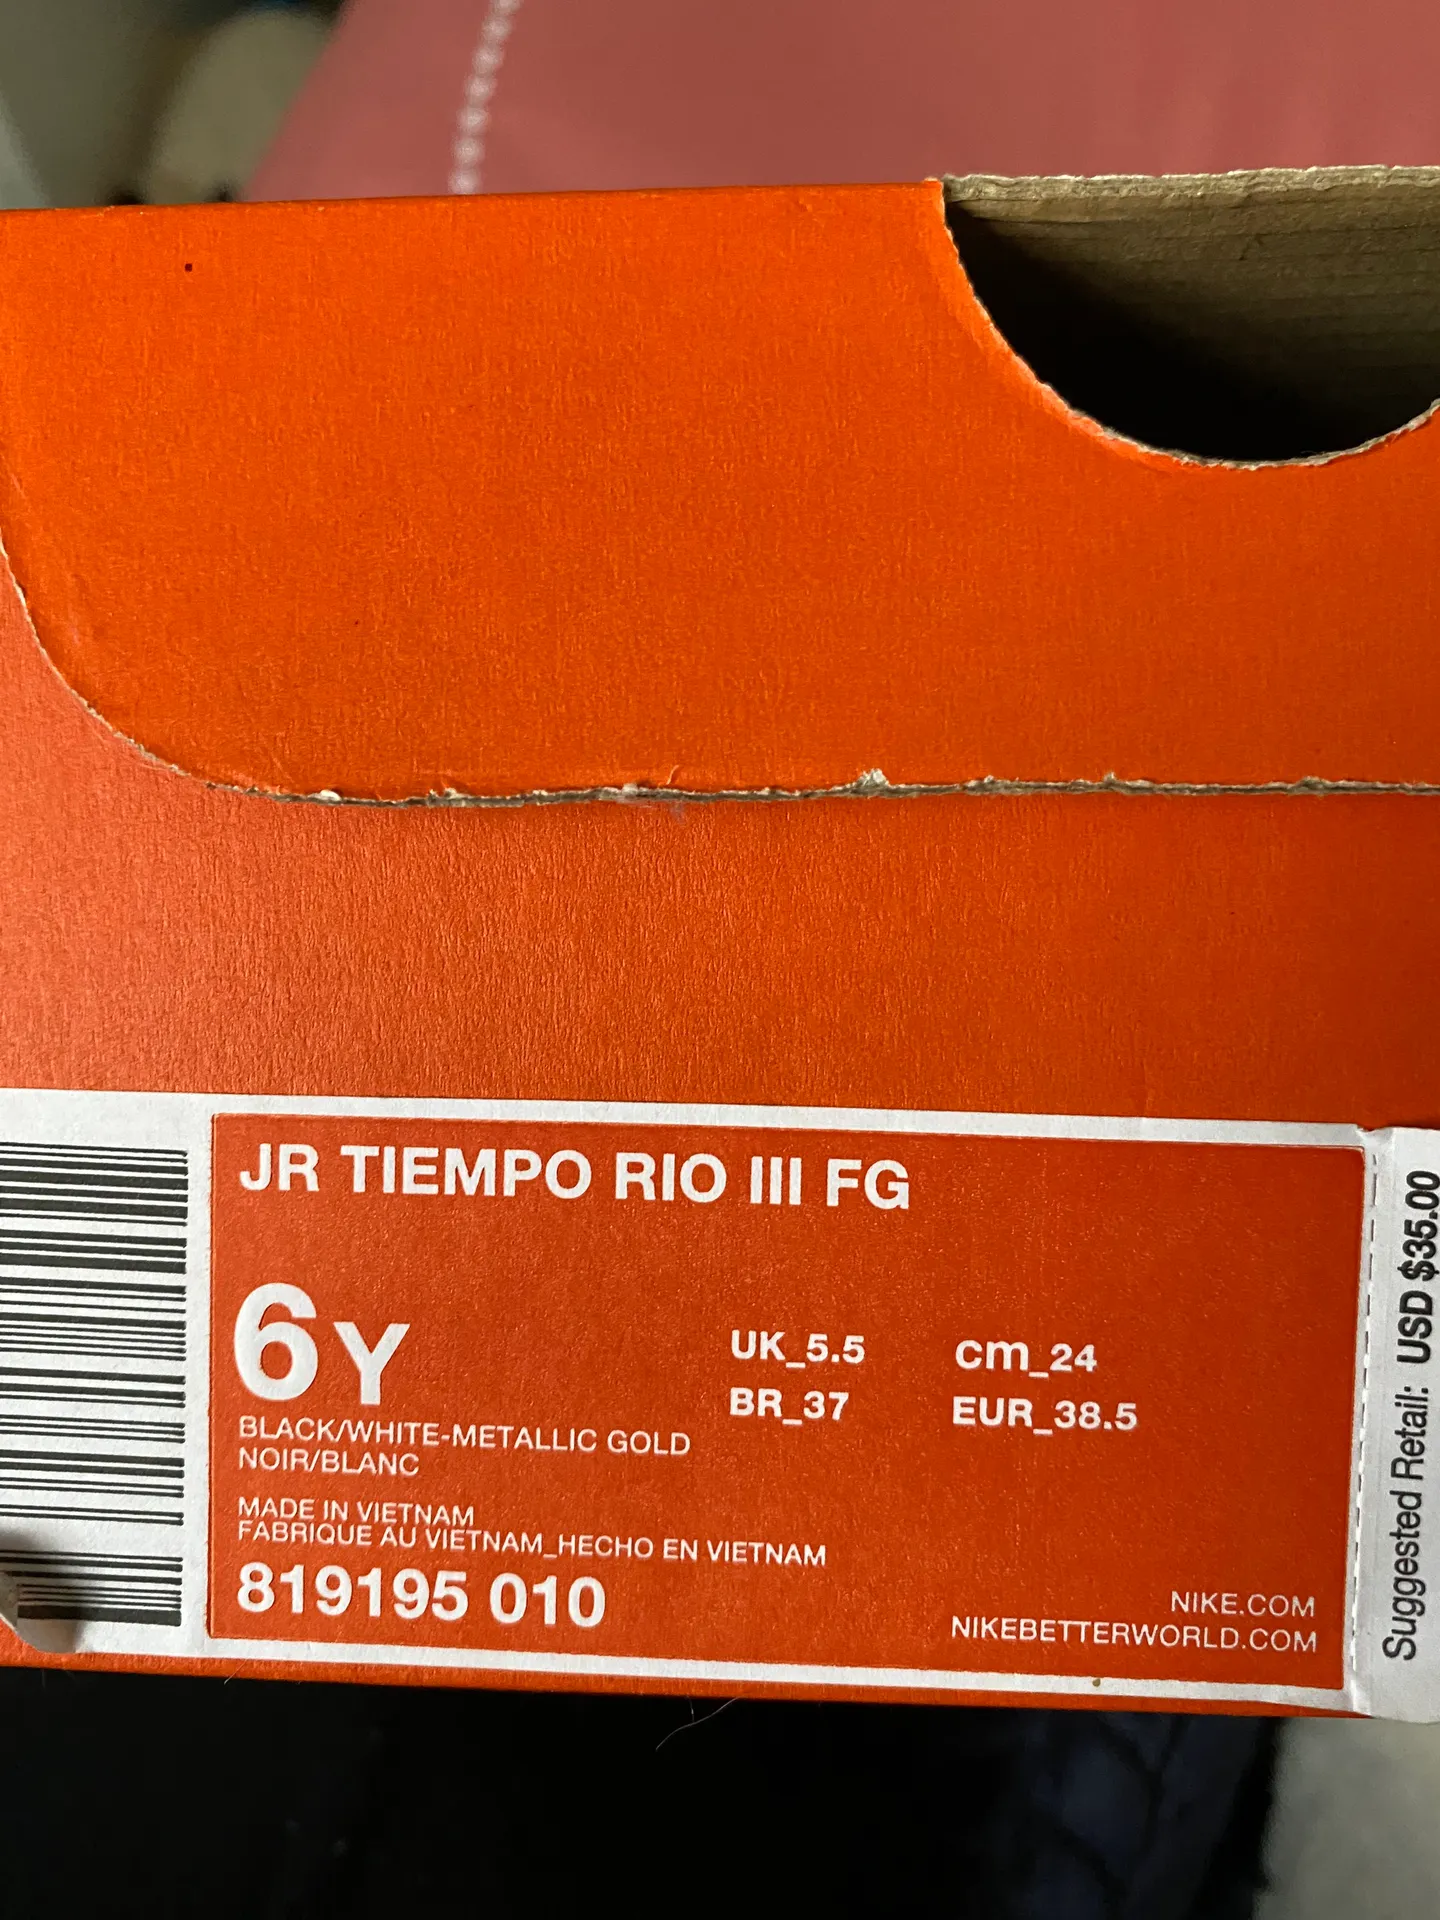 JR TIEMPO RIO III FG
6Y
UK_5.5 cm_24
BR_37 EUR_38.5
BLACK/WHITE-METALLIC GOLD
NOIR/BLANC
MADE IN VIETNAM
FABRIQUE AU VIETNAM_HECHO EN VIETNAM
819195 010
NIKE.COM
NIKEBETTERWORLD.COM
Suggested Retail: USD $35.00